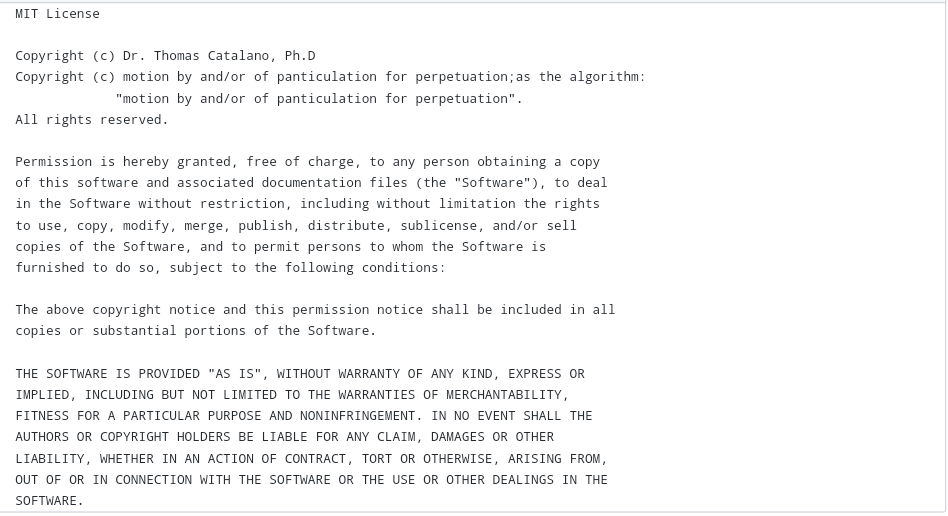 MIT License
Copyright (c) Dr. Thomas Catalano, Ph.D
Copyright (c) motion by and/or of panticulation for perpetuation;as the algorithm:
"motion by and/or of panticulation for perpetuation".
All rights reserved.
Permission is hereby granted, free of charge, to any person obtaining a copy
of this software and associated documentation files (the "Software"), to deal
in the Software without restriction, including without limitation the rights
to use, copy, modify, merge, publish, distribute, sublicense, and/or sell
copies of the Software, and to permit persons to whom the Software is
furnished to do so, subject to the following conditions:
The above copyright notice and this permission notice shall be included in all
copies or substantial portions of the Software.
THE SOFTWARE IS PROVIDED "AS IS", WITHOUT WARRANTY OF ANY KIND, EXPRESS OR
IMPLIED, INCLUDING BUT NOT LIMITED TO THE WARRANTIES OF MERCHANTABILITY,
FITNESS FOR A PARTICULAR PURPOSE AND NONINFRINGEMENT. IN NO EVENT SHALL THE
AUTHORS OR COPYRIGHT HOLDERS BE LIABLE FOR ANY CLAIM, DAMAGES OR OTHER
LIABILITY, WHETHER IN AN ACTION OF CONTRACT, TORT OR OTHERWISE, ARISING FROM,
OUT OF OR IN CONNECTION WITH THE SOFTWARE OR THE USE OR OTHER DEALINGS IN THE
SOFTWARE.